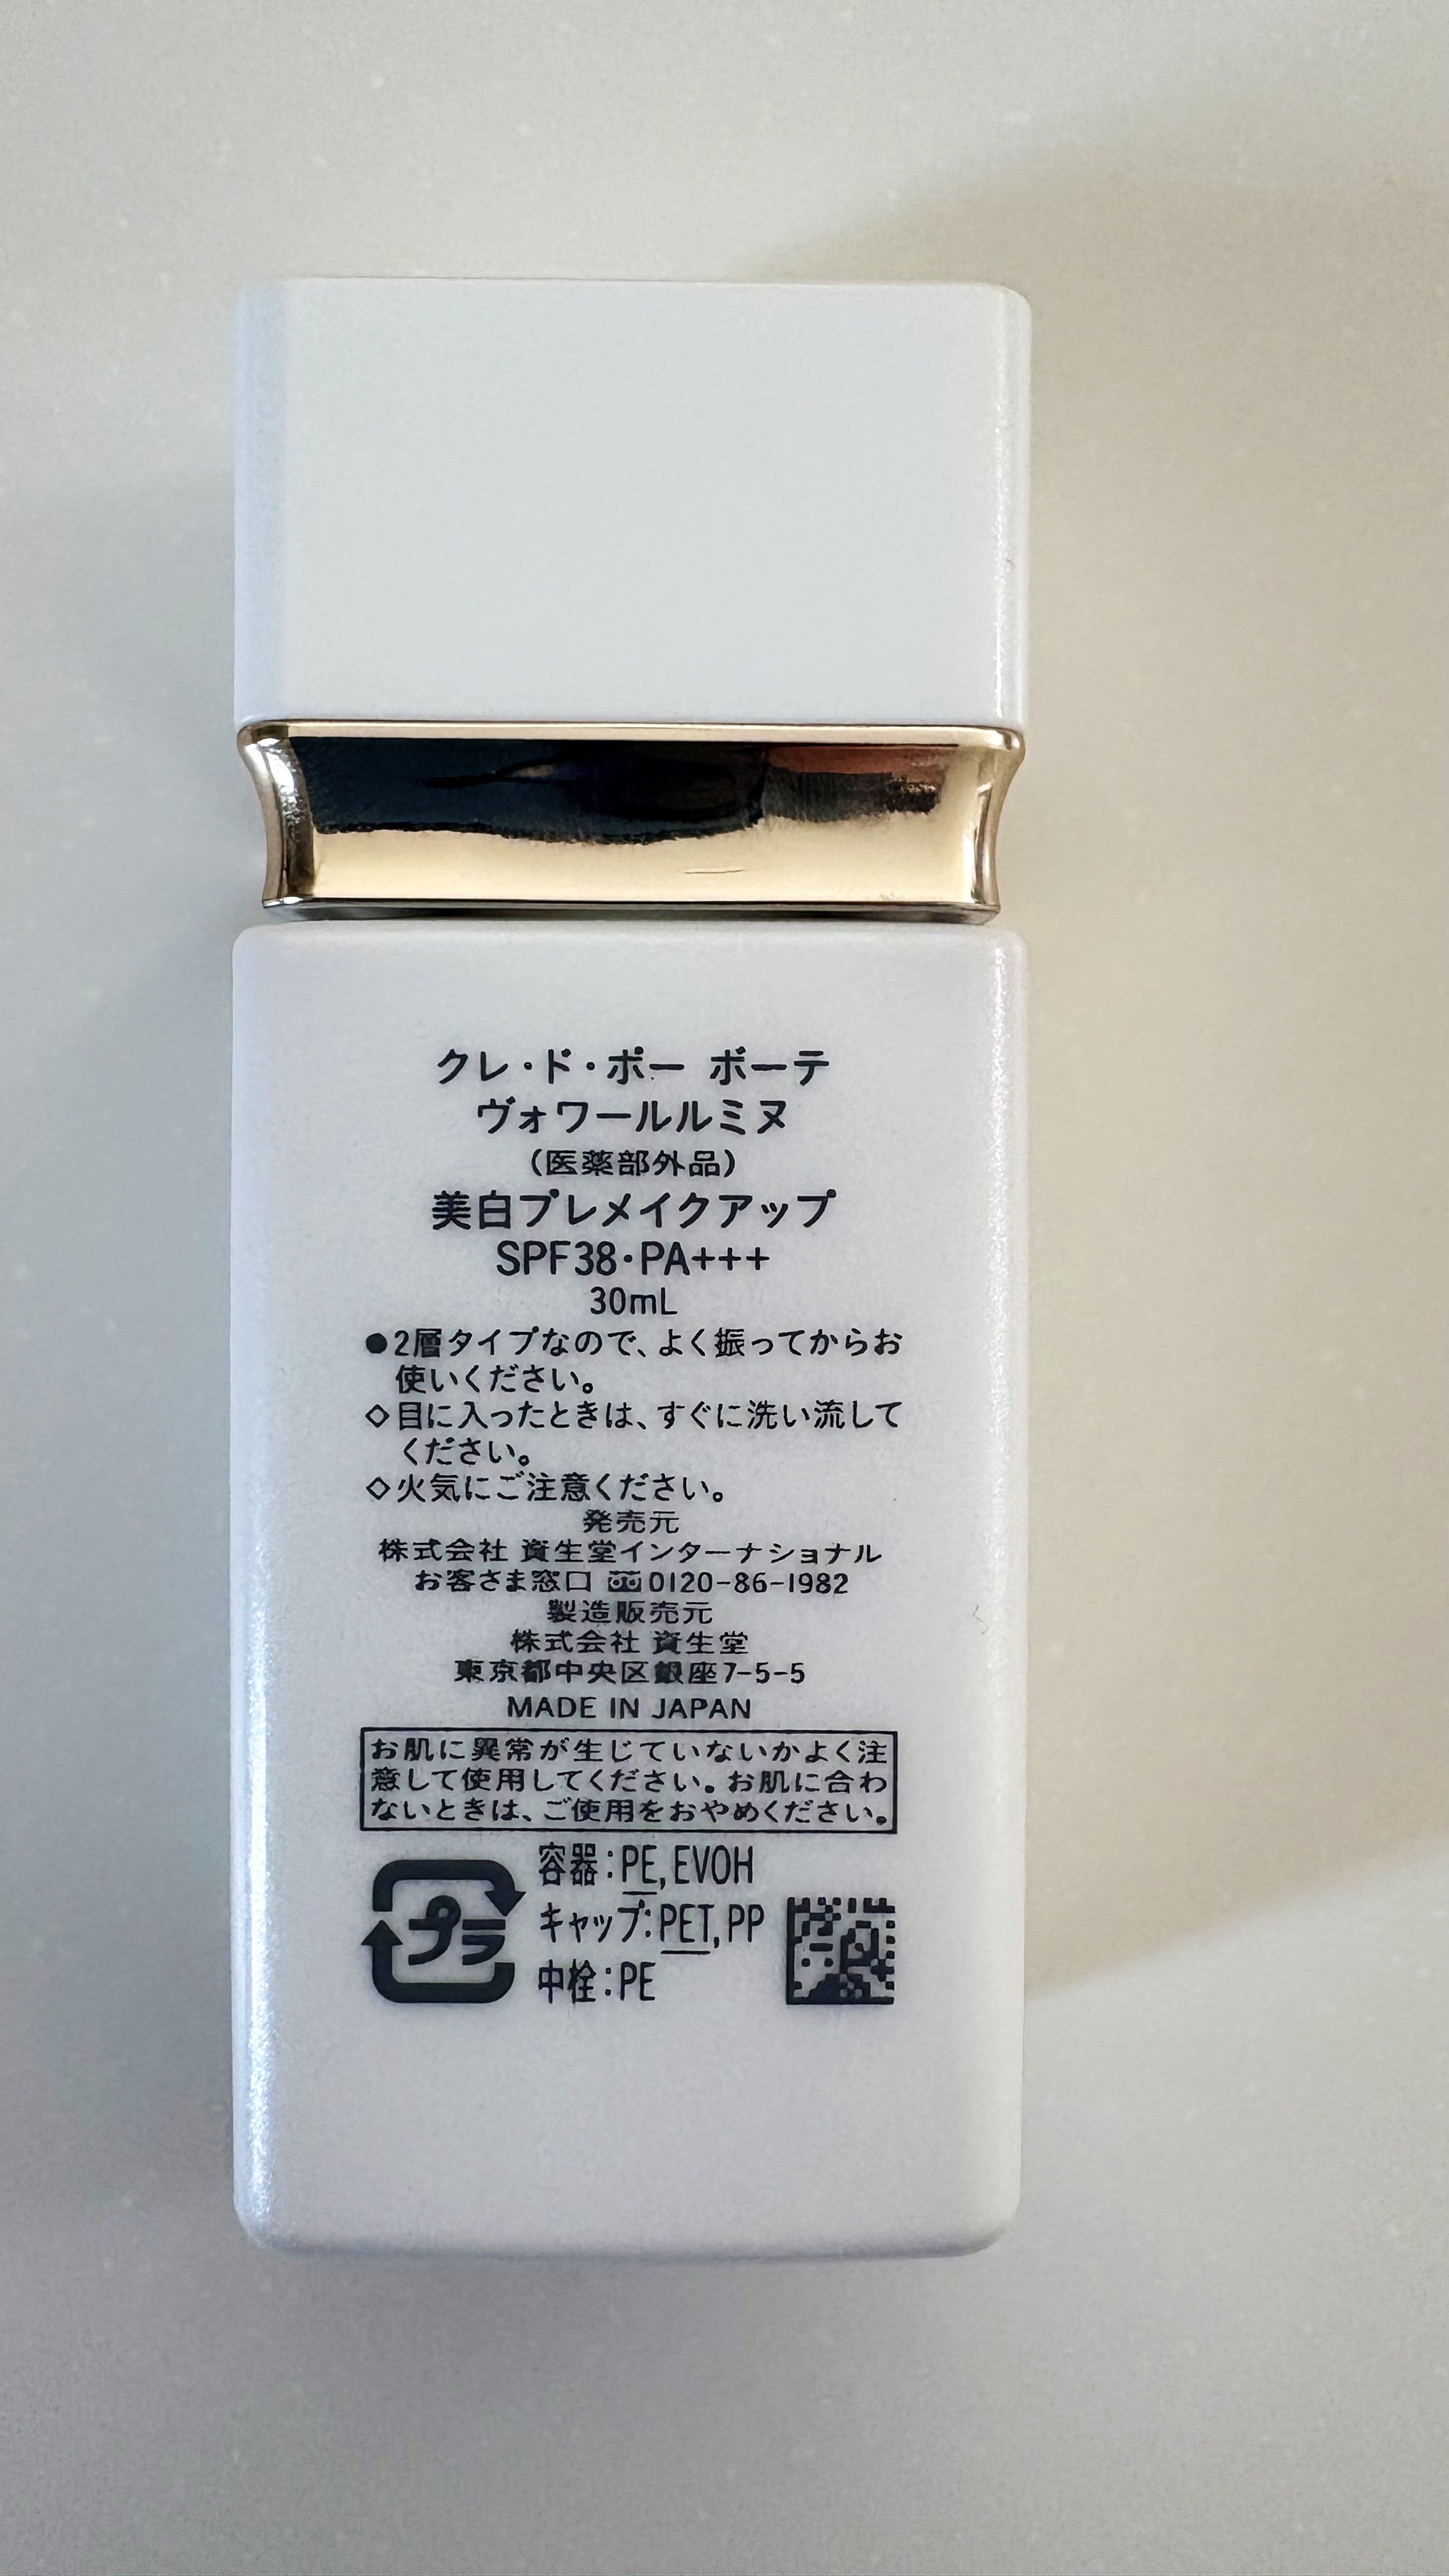 クレ・ド・ポー ボーテ
ヴォワールルミヌ
(医薬部外品)
美白プレメイクアップ
SPF38・PA+++
30mL
●2層タイプなので、よく振ってからお
使いください。
◇目に入ったときは、すぐに洗い流して
ください。
◇火気にご注意ください。
発売元
株式会社 資生堂インターナショナル
お客さま窓口 0120-86-1982
製造販売元
株式会社 資生堂
東京都中央区銀座7-5-5
MADE IN JAPAN
お肌に異常が生じていないかよく注
意して使用してください。お肌に合わ
ないときは、ご使用をおやめください。
プラ
容器:PE,EVOH
キャップ:PET,PP
中栓:PE